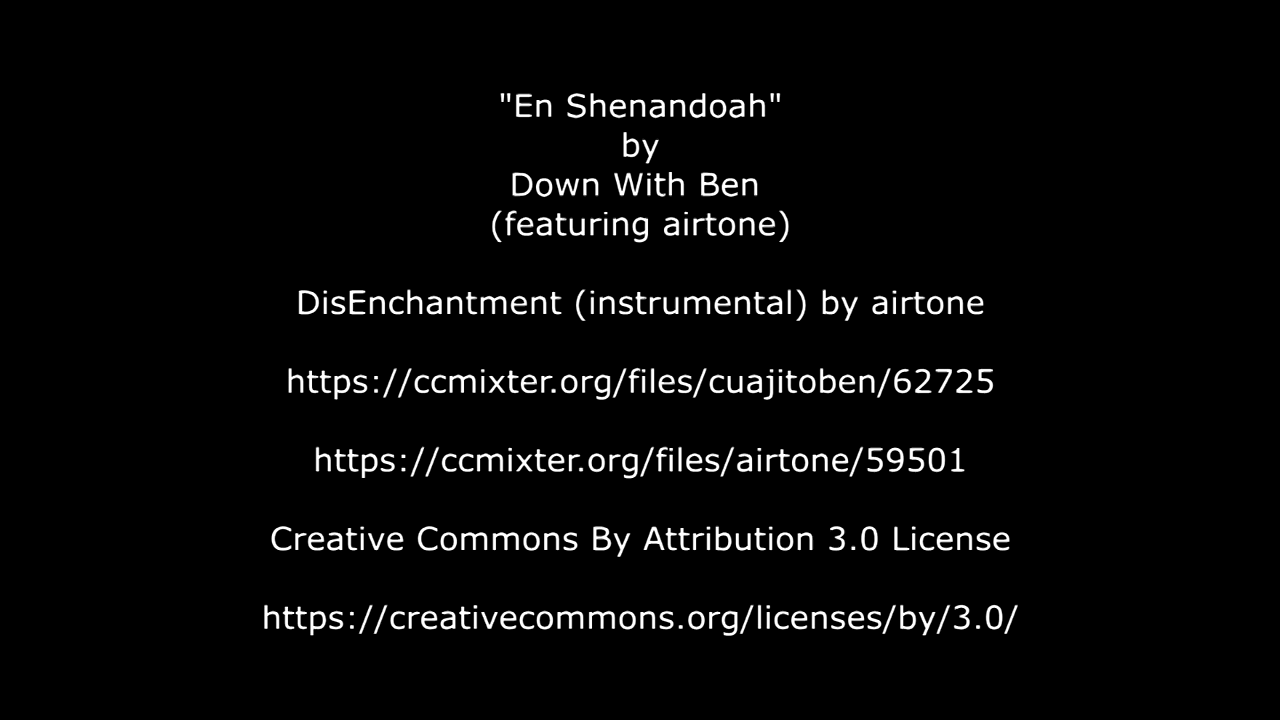 "En Shenandoah"
by
Down With Ben
(featuring airtone)
DisEnchantment (instrumental) by airtone
https://ccmixter.org/files/cuajitoben/62725
https://ccmixter.org/files/airtone/59501
Creative Commons By Attribution 3.0 License
https://creativecommons.org/licenses/by/3.0/